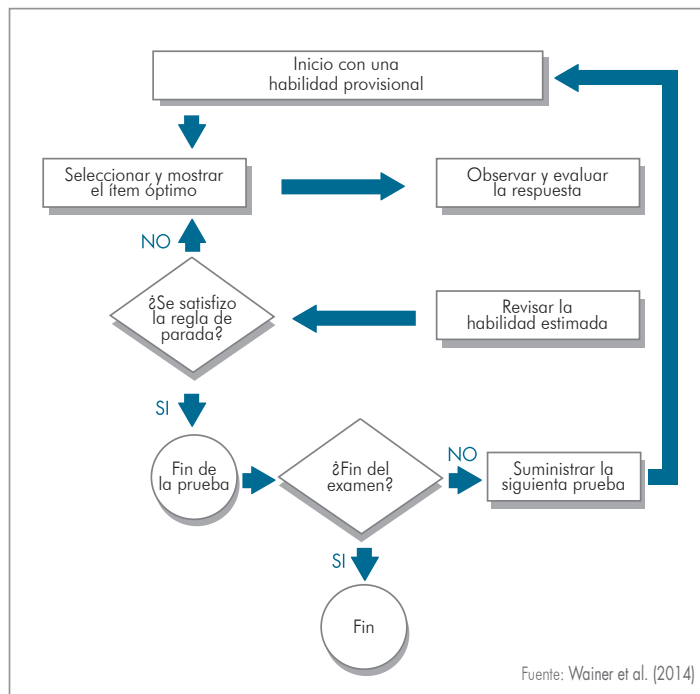 Inicio con una
habilidad provisional
Seleccionar y mostrar
el ítem óptimo
Observar y evaluar
la respuesta
NO
¿Se satisfizo
la regla de
parada?
Revisar la
habilidad estimada
SI
Fin de
la prueba
¿Fin del
examen?
NO
Suministrar la
siguienta prueba
SI
Fin
Fuente: Wainer et al. (2014)